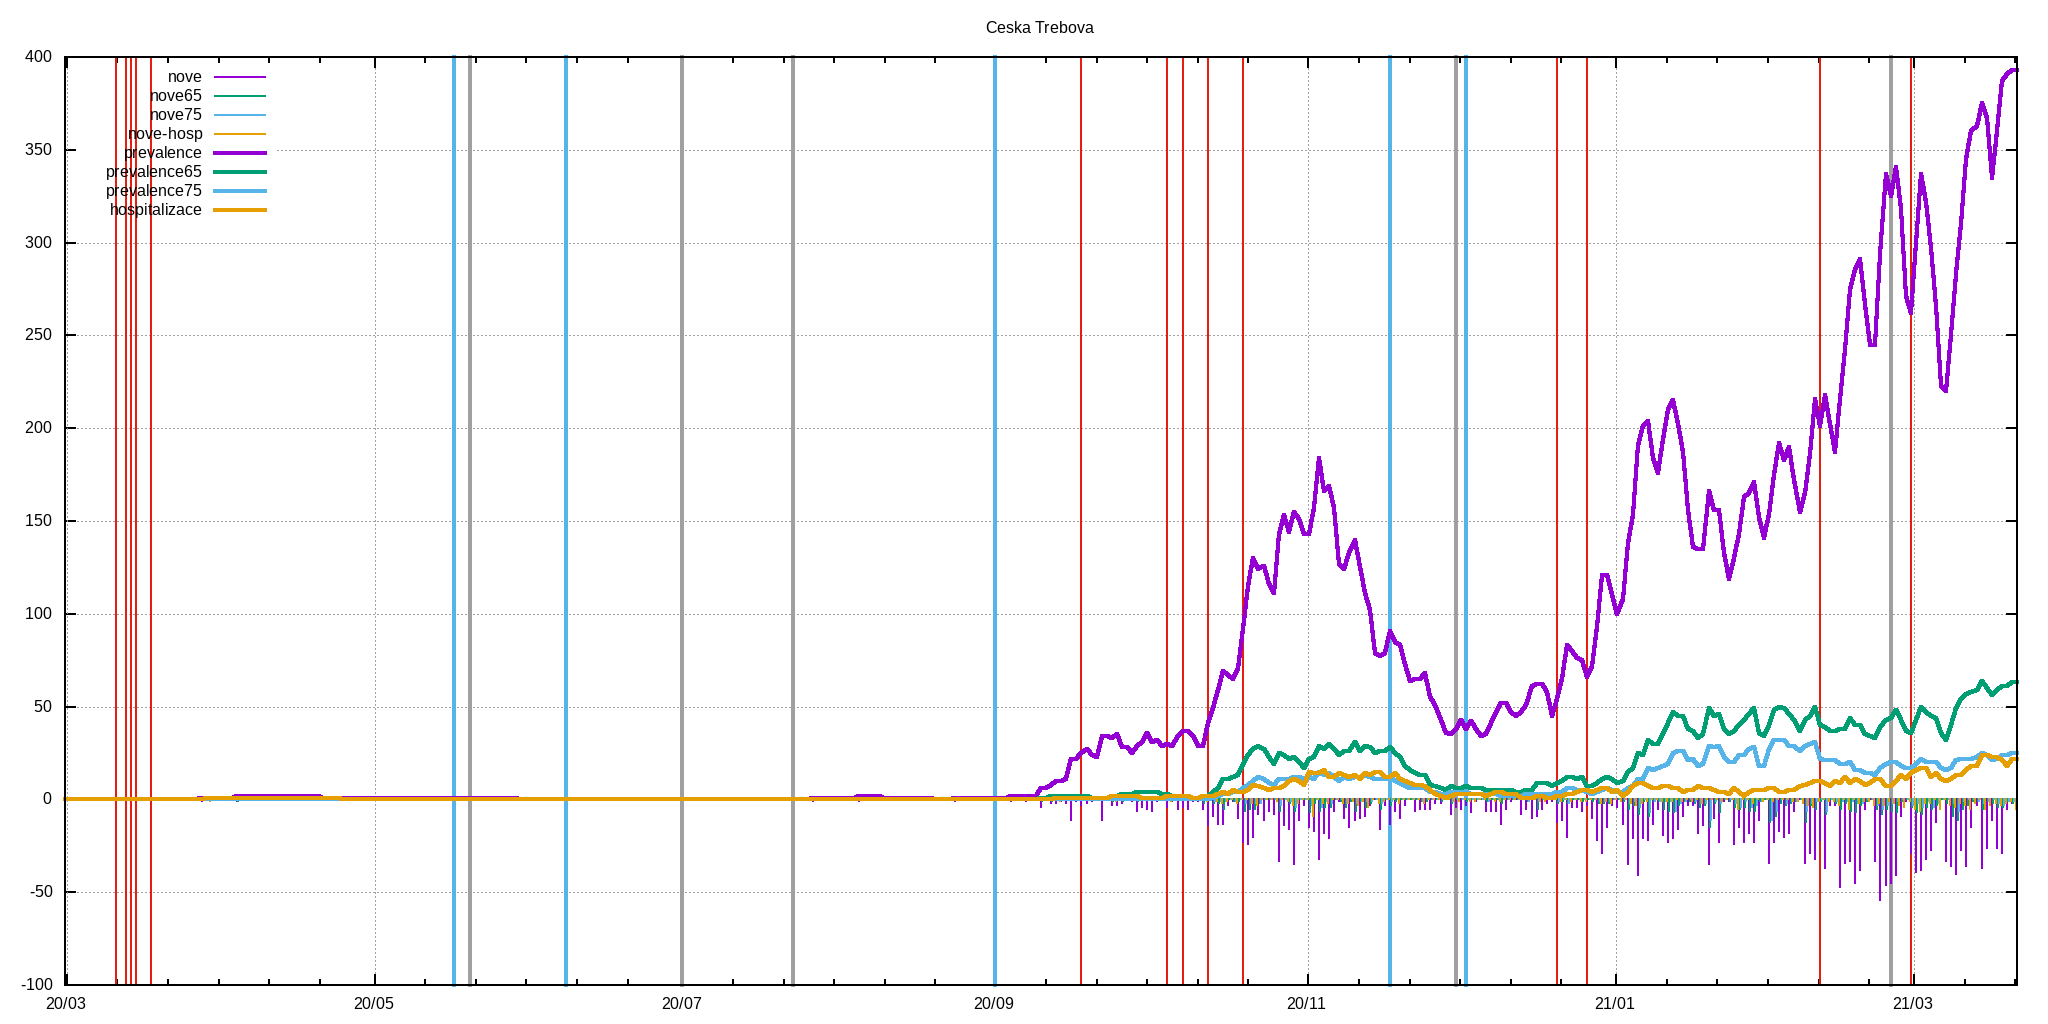 Ceska Trebova
400
350
300
250
200
150
100
50
0
-50
-100
nove
nove65
nove75
nove-hosp
prevalence
prevalence65
prevalence75
hospitalizace
20/03 20/05 20/07 20/09 20/11 21/01 21/03